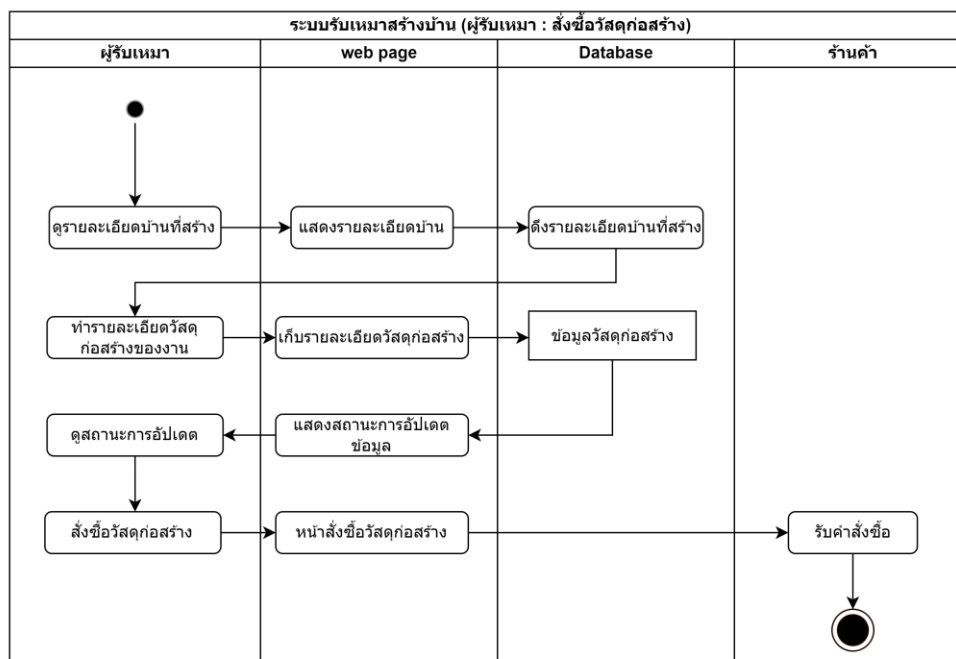 ระบบรับเหมาสร้างบ้าน (ผู้รับเหมา : สั่งซื้อวัสดุก่อสร้าง)
ผู้รับเหมา
web page
Database
ร้านค้า
ดูรายละเอียดบ้านที่สร้าง
แสดงรายละเอียดบ้าน
ดึงรายละเอียดบ้านที่สร้าง
ทำรายละเอียดวัสดุ
ก่อสร้างของงาน
เก็บรายละเอียดวัสดุก่อสร้าง
ข้อมูลวัสดุก่อสร้าง
ดูสถานะการอัปเดต
แสดงสถานะการอัปเดต
ข้อมูล
สั่งซื้อวัสดุก่อสร้าง
หน้าสั่งซื้อวัสดุก่อสร้าง
รับคำสั่งซื้อ